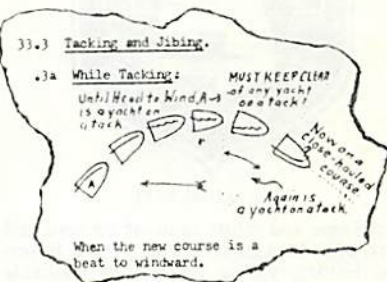 33.3 Tacking and Jibing.
.3a While Tacking:
Until Head to Wind, A→
is a yacht on
a tack
MUST KEEP CLEAR
of any yacht
on a tack!
Now on a
close-hauled
course.
A
Again is
a yacht on a tack
When the new course is a
beat to windward.